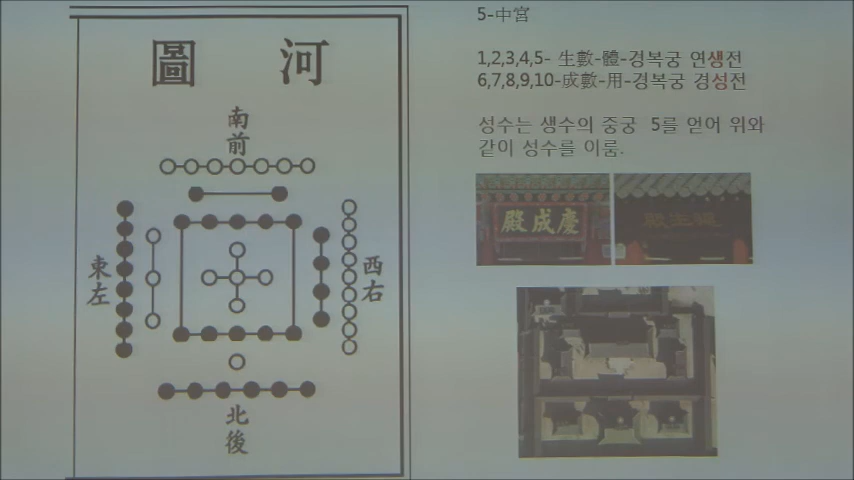 圖 河
南
前
東
左
西
右
北
後
5-中宮
1,2,3,4,5- 生數-體-경복궁 연생전
6,7,8,9,10-成數-用-경복궁 경성전
성수는 생수의 중궁 5를 얻어 위와
같이 성수를 이룸.
殿成慶
殿生延